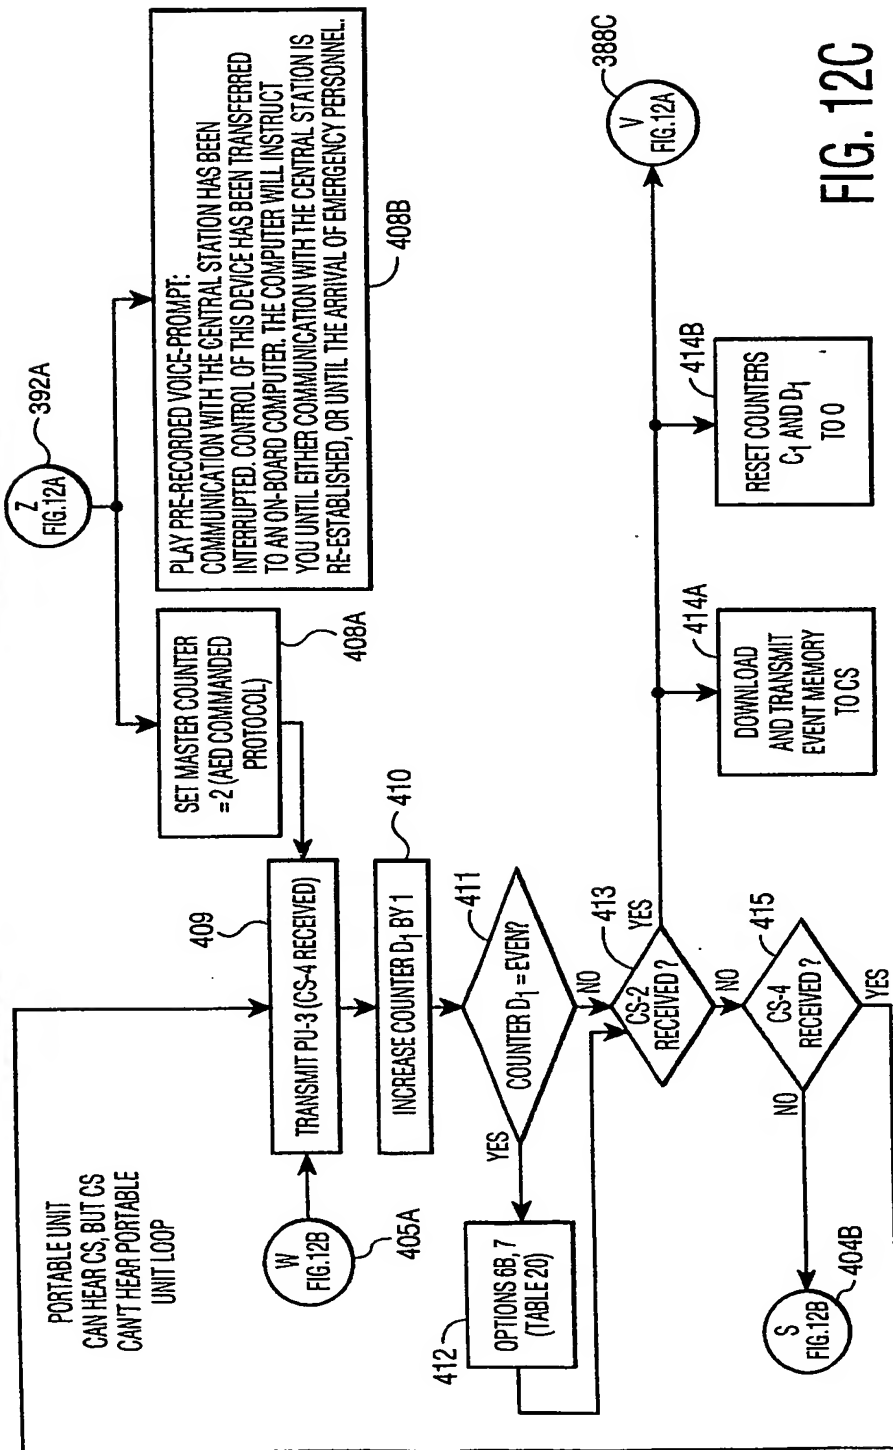 Z
FIG.12A
392A
PLAY PRE-RECORDED VOICE-PROMPT:
COMMUNICATION WITH THE CENTRAL STATION HAS BEEN
INTERRUPTED. CONTROL OF THIS DEVICE HAS BEEN TRANSFERRED
TO AN ON-BOARD COMPUTER. THE COMPUTER WILL INSTRUCT
YOU UNTIL EITHER COMMUNICATION WITH THE CENTRAL STATION IS
RE-ESTABLISHED, OR UNTIL THE ARRIVAL OF EMERGENCY PERSONNEL.
408B
SET MASTER COUNTER
=2 (AED COMMANDED
PROTOCOL)
408A
PORTABLE UNIT
CAN HEAR CS, BUT CS
CAN'T HEAR PORTABLE
UNIT LOOP
409
TRANSMIT PU-3 (CS-4 RECEIVED)
W
FIG.12B
405A
410
INCREASE COUNTER D1 BY 1
411
COUNTER D1 = EVEN?
YES
NO
412
OPTIONS 6B, 7
(TABLE 20)
413
CS-2
RECEIVED ?
YES
NO
415
CS-4
RECEIVED ?
NO
YES
S
FIG.12B
404B
414A
DOWNLOAD
AND TRANSMIT
EVENT MEMORY
TO CS
414B
RESET COUNTERS
C1 AND D1
TO 0
V
FIG.12A
388C
FIG. 12C